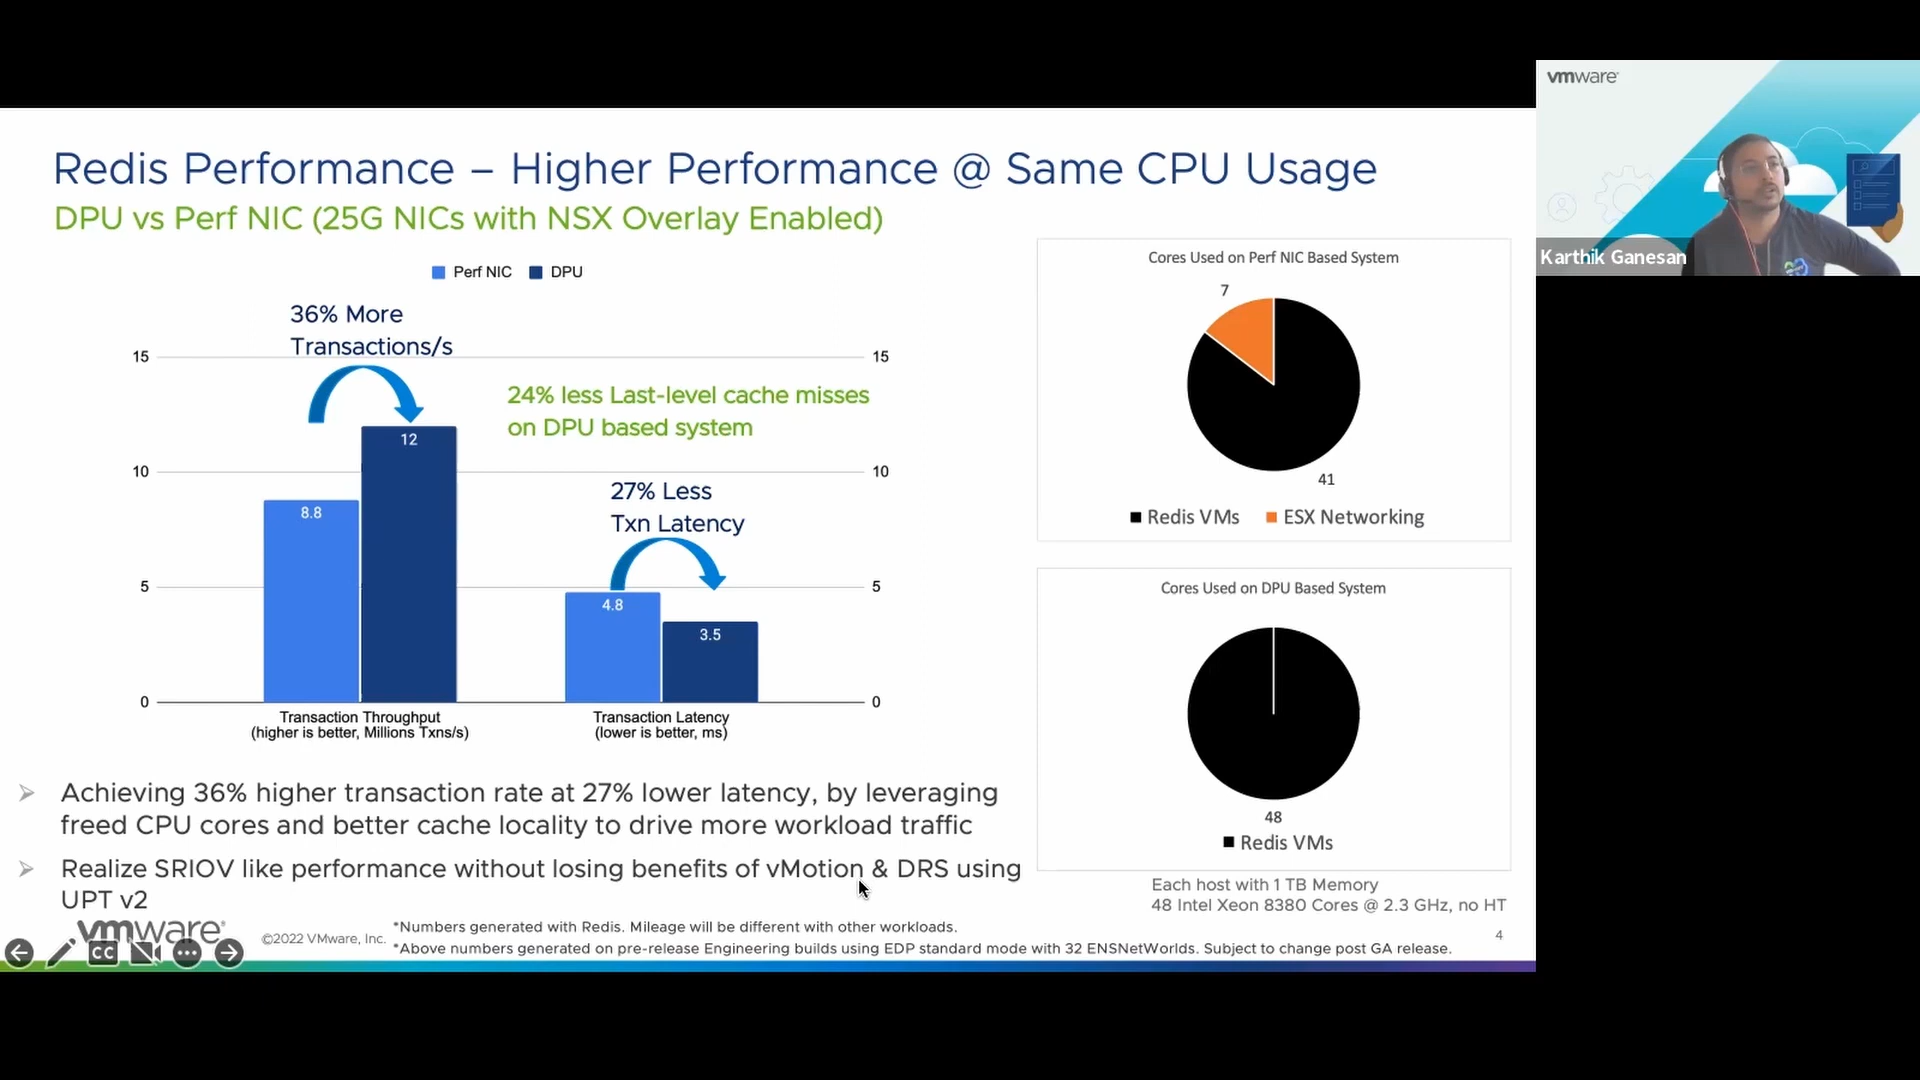 Redis Performance – Higher Performance @ Same CPU Usage
DPU vs Perf NIC (25G NICs with NSX Overlay Enabled)
Perf NIC DPU
36% More
Transactions/s
15 15
24% less Last-level cache misses
on DPU based system
12
10 10
27% Less
Txn Latency
8.8
5 5
4.8
3.5
0 0
Transaction Throughput
(higher is better, Millions Txns/s)
Transaction Latency
(lower is better, ms)
Cores Used on Perf NIC Based System
7
41
Redis VMs ESX Networking
Cores Used on DPU Based System
48
Redis VMs
Each host with 1 TB Memory
48 Intel Xeon 8380 Cores @ 2.3 GHz, no HT
Achieving 36% higher transaction rate at 27% lower latency, by leveraging
freed CPU cores and better cache locality to drive more workload traffic
Realize SRIOV like performance without losing benefits of vMotion & DRS using
UPT v2
vmware®
©2022 VMware, Inc.
*Numbers generated with Redis. Mileage will be different with other workloads.
*Above numbers generated on pre-release Engineering builds using EDP standard mode with 32 ENSNetWorlds. Subject to change post GA release.
4
CC
vmware®
Karthik Ganesan